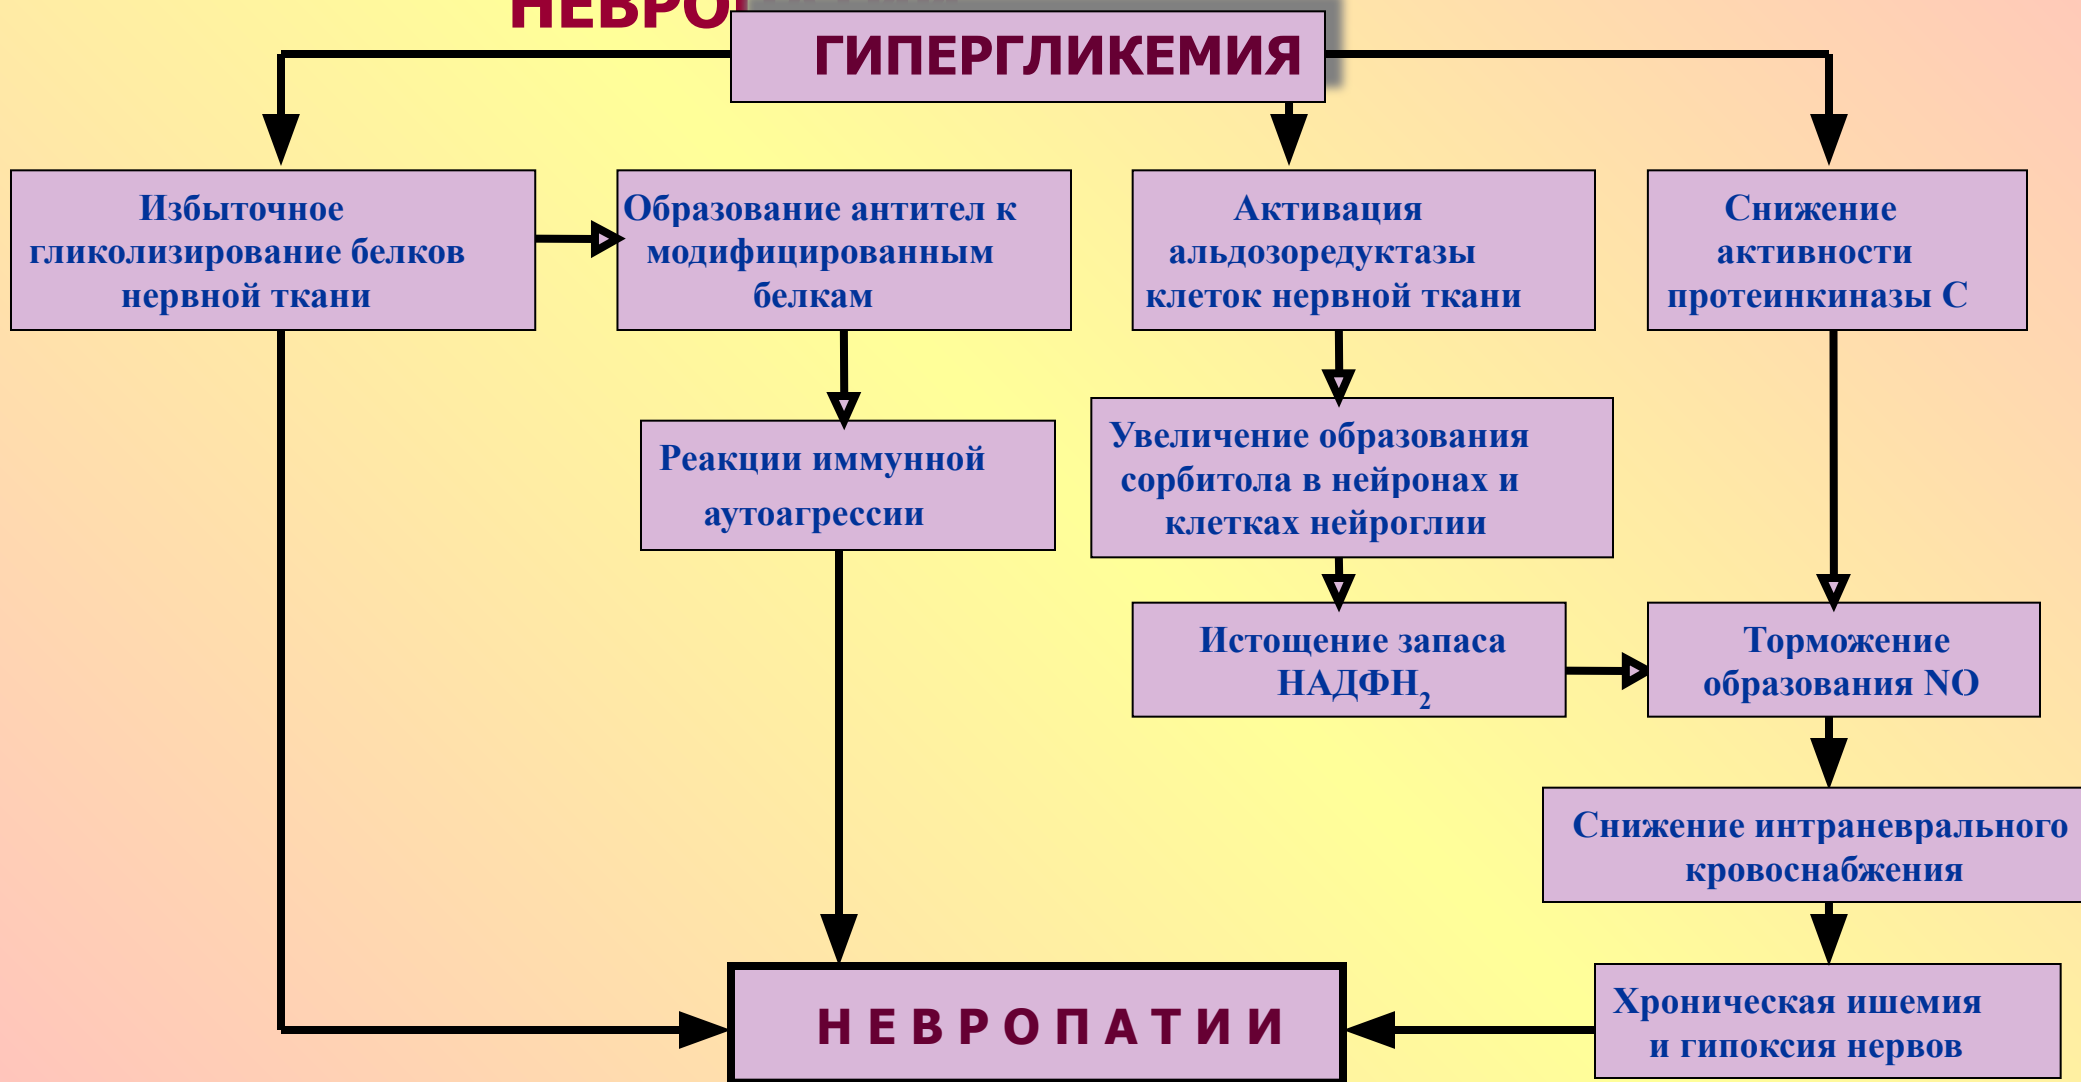 ГИПЕРГЛИКЕМИЯ
Избыточное
гликолизирование белков
нервной ткани
Образование антител к
модифицированным
белкам
Активация
альдозоредуктазы
клеток нервной ткани
Снижение
активности
протеинкиназы С
Реакции иммунной
аутоагрессии
Увеличение образования
сорбитола в нейронах и
клетках нейроглии
Истощение запаса
НАДФН₂
Торможение
образования NO
Снижение интраневрального
кровоснабжения
Хроническая ишемия
и гипоксия нервов
Н Е В Р О П А Т И И